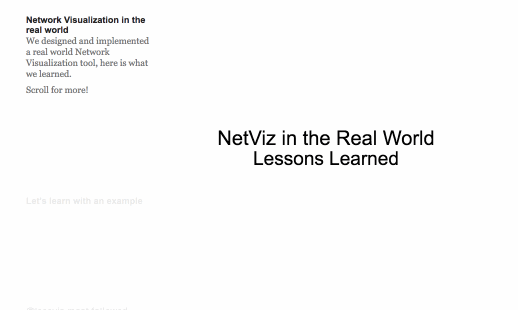 Network Visualization in the
real world
We designed and implemented
a real world Network
Visualization tool, here is what
we learned.
Scroll for more!
NetViz in the Real World
Lessons Learned
Let's learn with an example